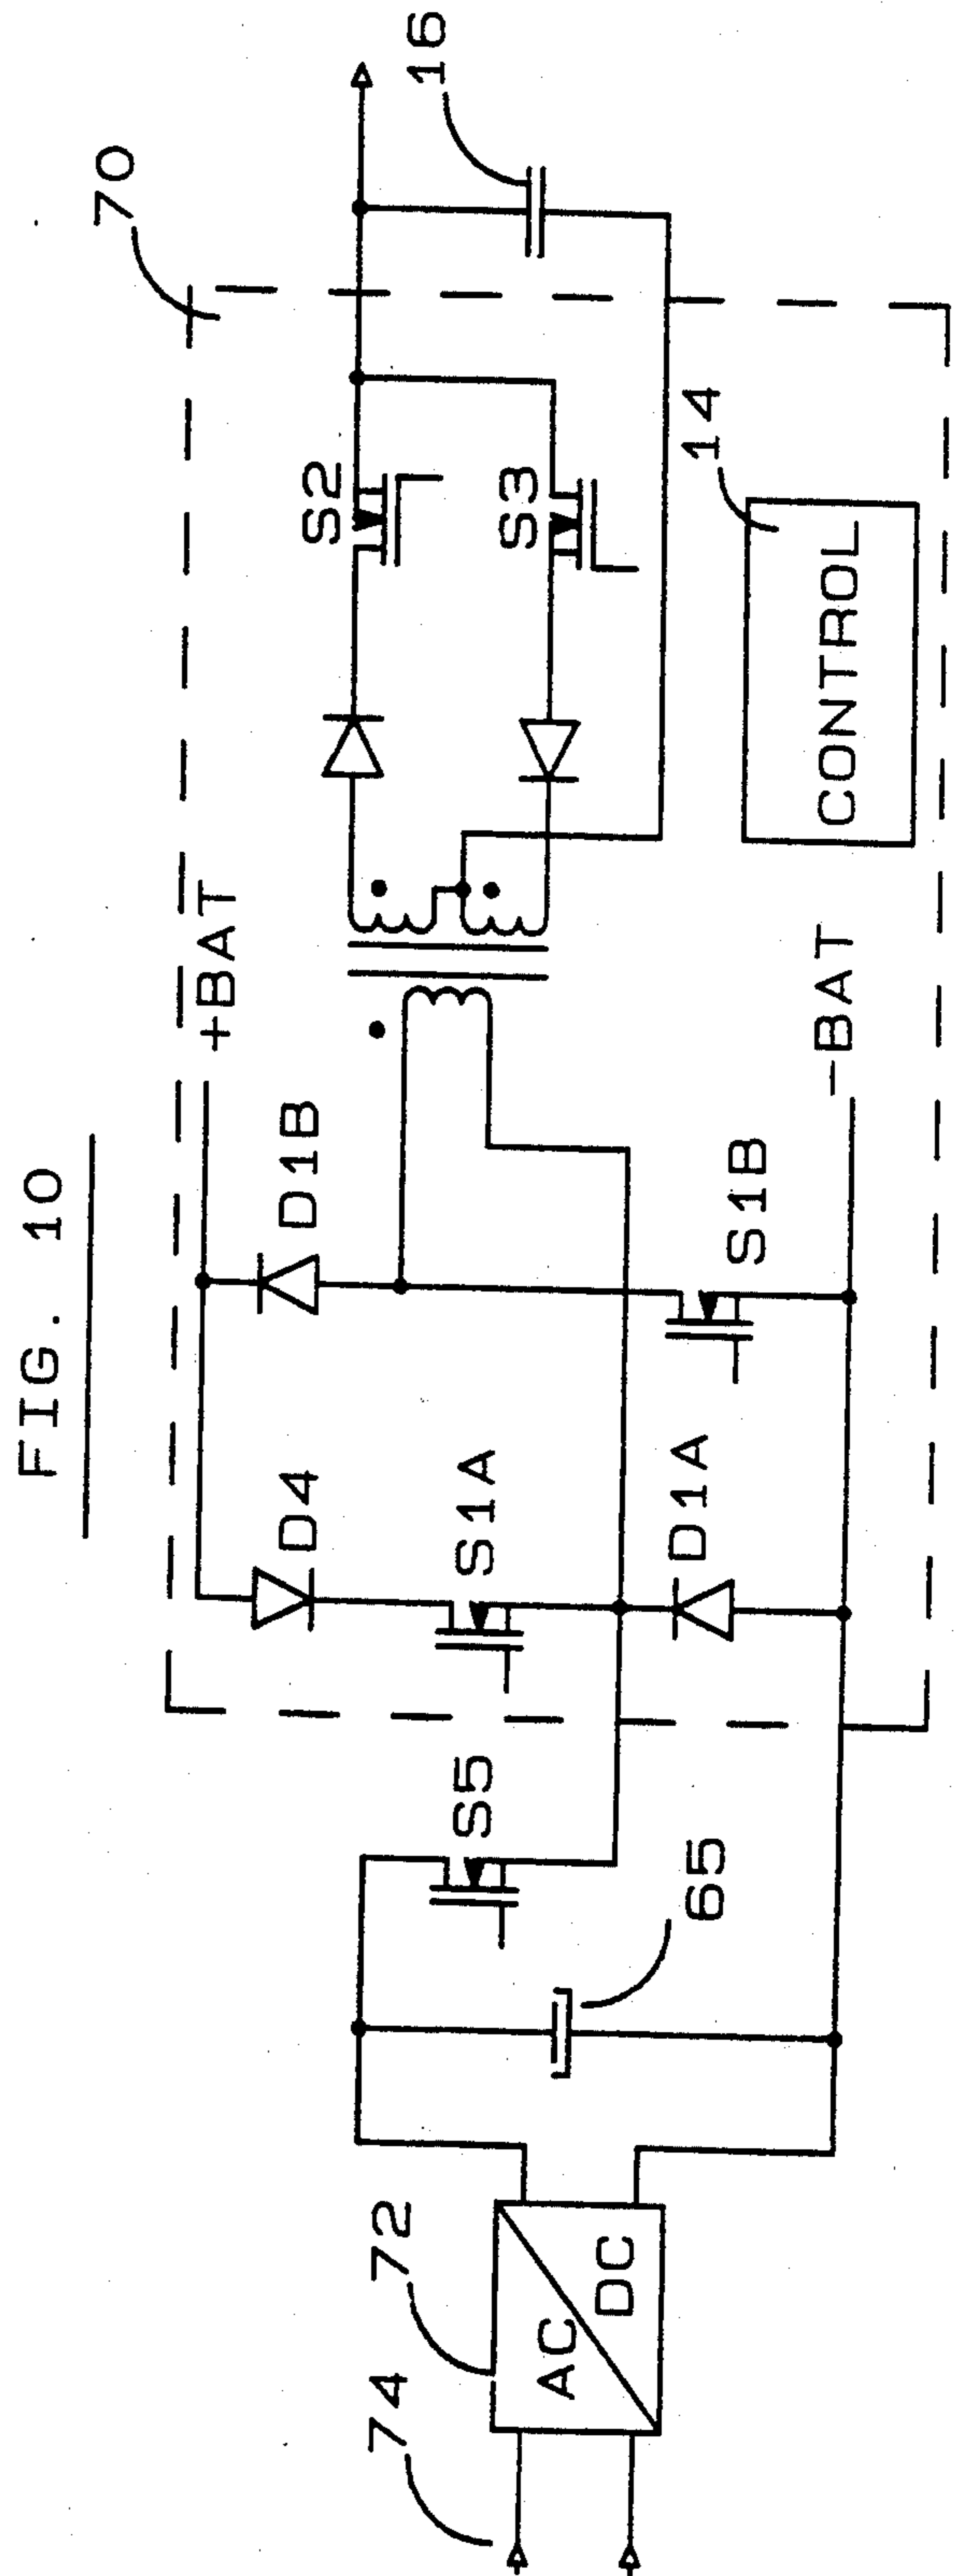 FIG. 10
70
+BAT
D4
D1B
S2
16
S5
S1A
S3
74
72
AC
DC
65
D1A
S1B
-BAT
14
CONTROL